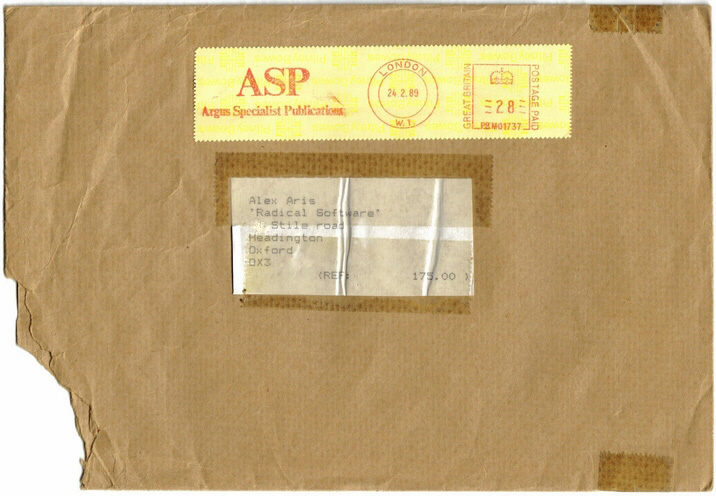 ASP
Argus Specialist Publications
LONDON
24.2.89
W.1.
GREAT BRITAIN
28
POSTAGE PAID
Alex Aris
"Radical Software"
Stile road
Headington
Oxford
OX3
(REF: 175.00 )